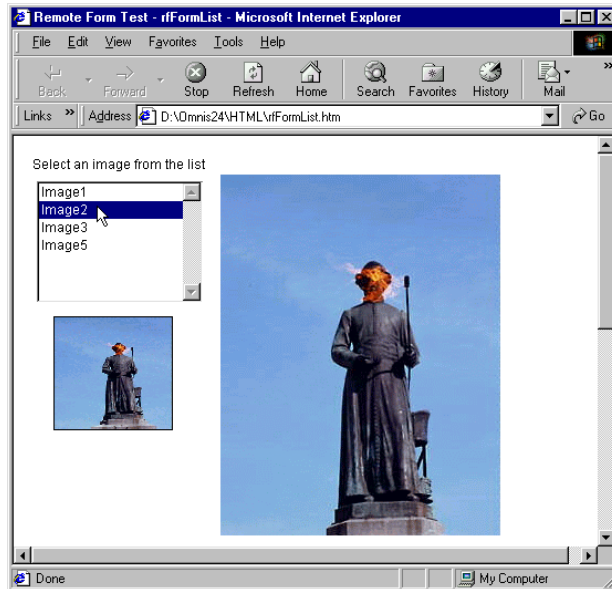 Remote Form Test - rfFormList - Microsoft Internet Explorer
File Edit View Favorites Tools Help
Back Forward Stop Refresh Home Search Favorites History Mail »
Links » Address D:\Omnis24\HTML\rfFormList.htm Go
Select an image from the list
Image1
Image2
Image3
Image5
Done My Computer